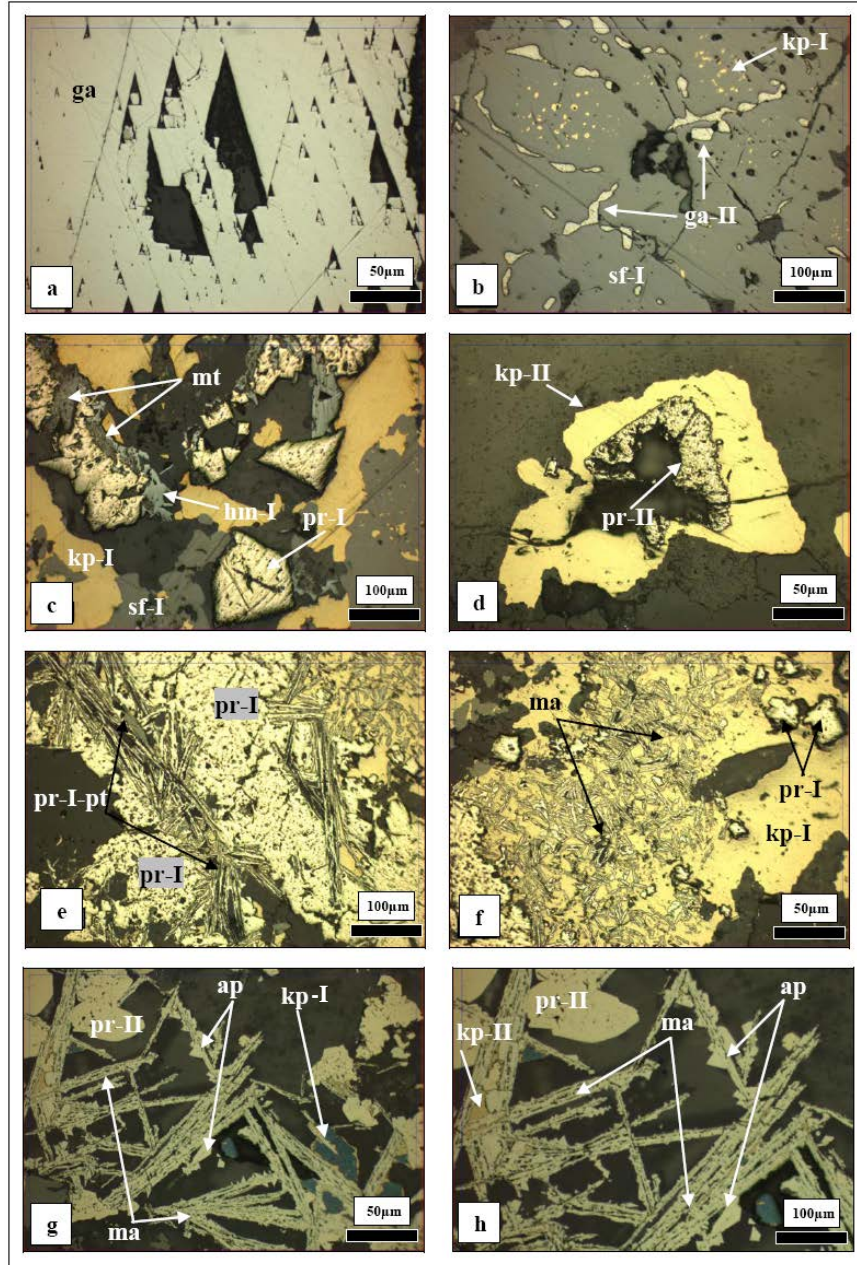 ga
50µm
a
kp-I
ga-II
sf-I
100µm
b
mt
hm-I
pr-I
kp-I
sf-I
100µm
c
kp-II
pr-II
50µm
d
pr-I
pr-I-pt
pr-I
100µm
e
ma
pr-I
kp-I
50µm
f
ap
kp-I
pr-II
ma
50µm
g
pr-II
ap
kp-II
ma
100µm
h